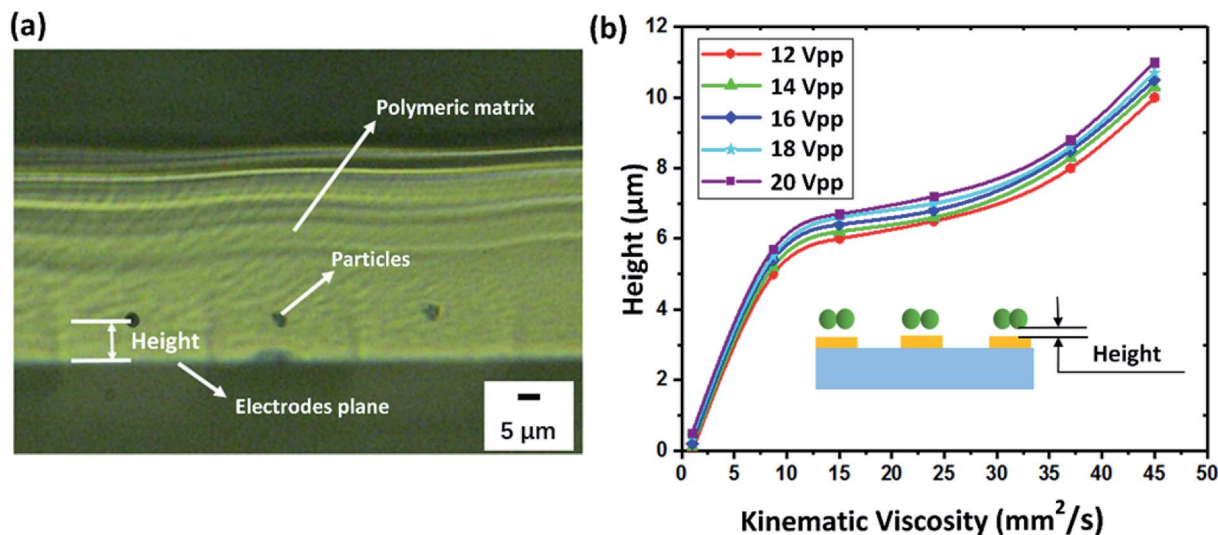 (a)
Polymeric matrix
Particles
Height
Electrodes plane
5 µm
(b)
12
10
8
6
4
2
0
Height (µm)
12 Vpp
14 Vpp
16 Vpp
18 Vpp
20 Vpp
Height
0 5 10 15 20 25 30 35 40 45 50
Kinematic Viscosity (mm²/s)